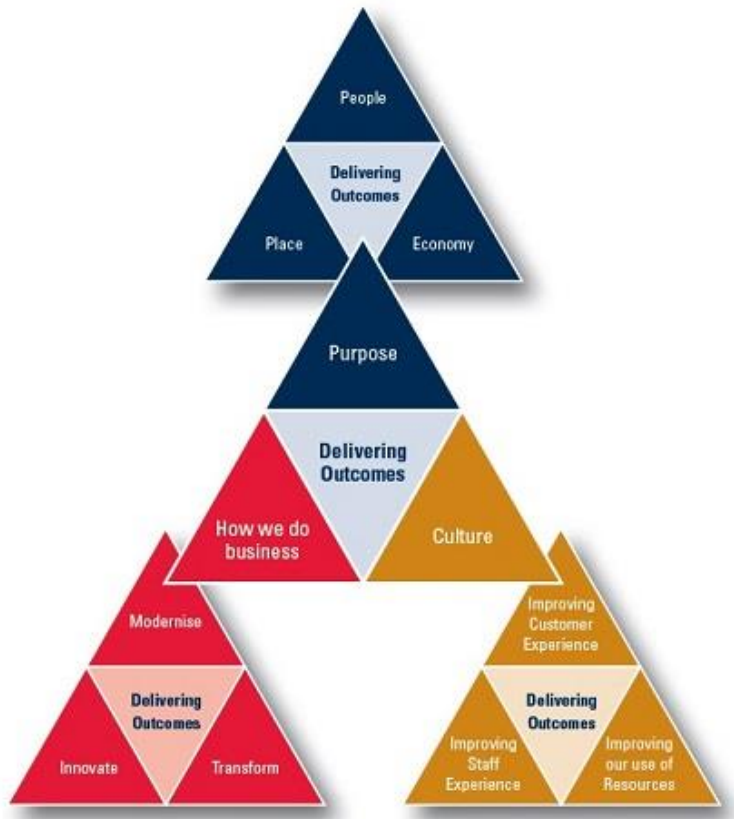 People
Delivering
Outcomes
Place
Economy
Purpose
Delivering
Outcomes
How we do
business
Culture
Modernise
Delivering
Outcomes
Innovate
Transform
Improving
Customer
Experience
Delivering
Outcomes
Improving
Staff
Experience
Improving
our use of
Resources